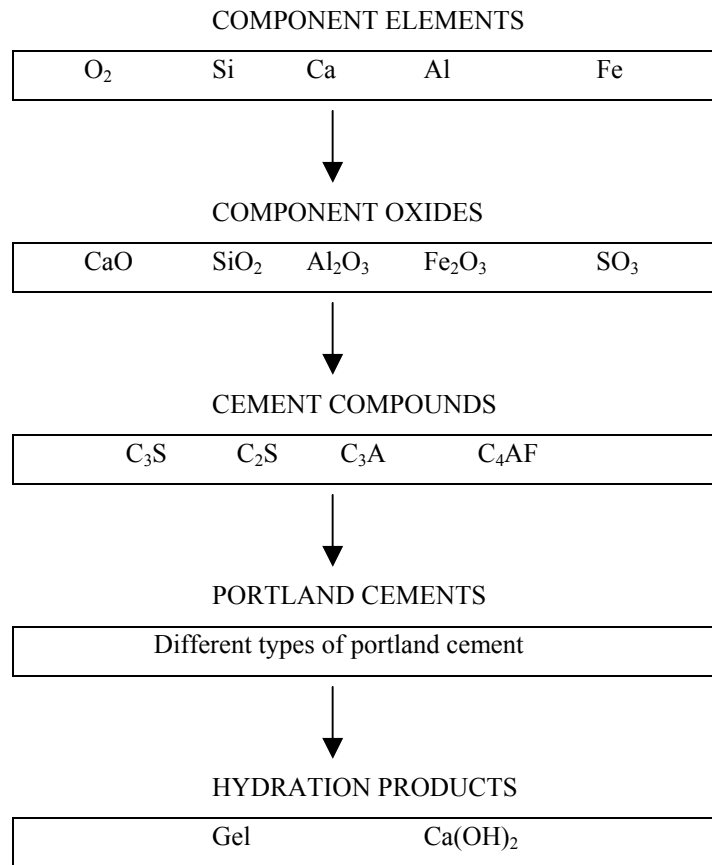 COMPONENT ELEMENTS
O₂ Si Ca Al Fe
COMPONENT OXIDES
CaO SiO₂ Al₂O₃ Fe₂O₃ SO₃
CEMENT COMPOUNDS
C₃S C₂S C₃A C₄AF
PORTLAND CEMENTS
Different types of portland cement
HYDRATION PRODUCTS
Gel Ca(OH)₂